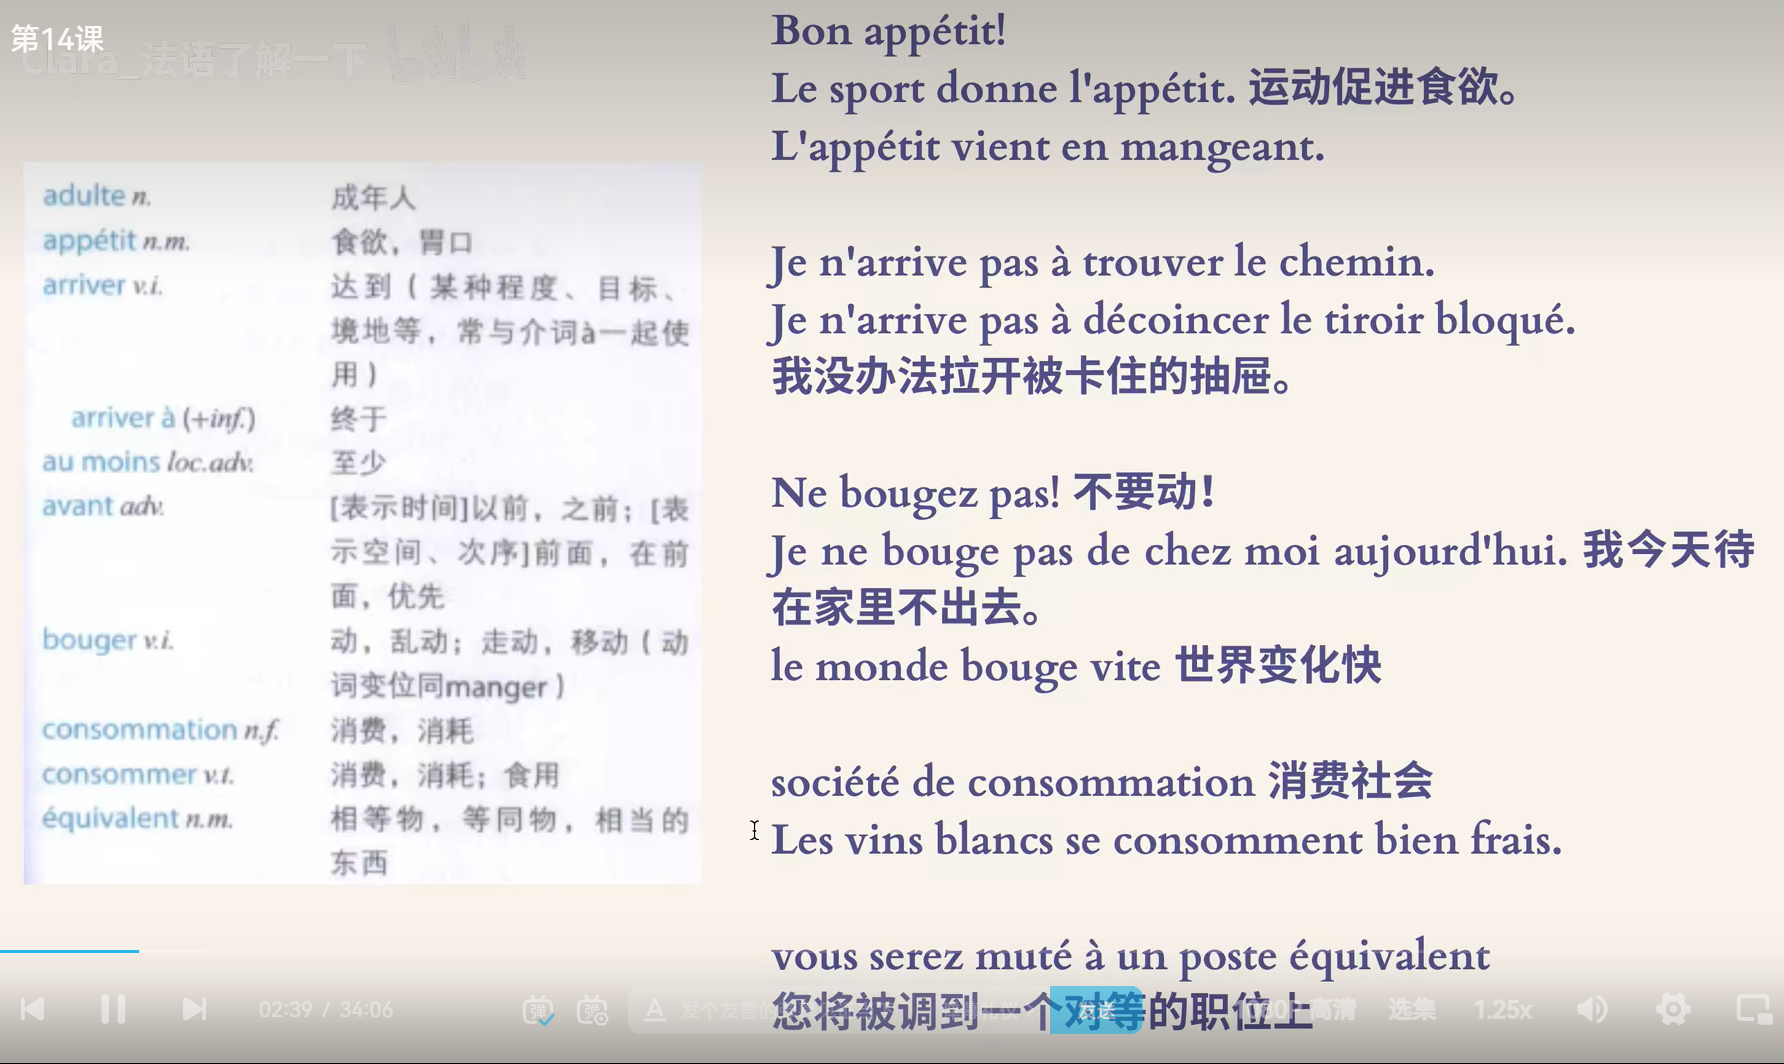 第14课
Clara_法语了解一下
adulte n. 成年人
appétit n.m. 食欲，胃口
arriver v.i. 达到（某种程度、目标、
境地等，常与介词à一起使
用）
arriver à (+inf.) 终于
au moins loc.adv. 至少
avant adv. [表示时间]以前，之前；[表
示空间、次序]前面，在前
面，优先
bouger v.i. 动，乱动；走动，移动（动
词变位同manger）
consommation n.f. 消费，消耗
consommer v.t. 消费，消耗；食用
équivalent n.m. 相等物，等同物，相当的
东西
Bon appétit!
Le sport donne l'appétit. 运动促进食欲。
L'appétit vient en mangeant.
Je n'arrive pas à trouver le chemin.
Je n'arrive pas à décoincer le tiroir bloqué.
我没办法拉开被卡住的抽屉。
Ne bougez pas! 不要动！
Je ne bouge pas de chez moi aujourd'hui. 我今天待
在家里不出去。
le monde bouge vite 世界变化快
société de consommation 消费社会
Les vins blancs se consomment bien frais.
vous serez muté à un poste équivalent
您将被调到一个对等的职位上
02:39 / 34:06
弹
弹
A 发个友善的
发送
1080P 高清
选集
1.25x